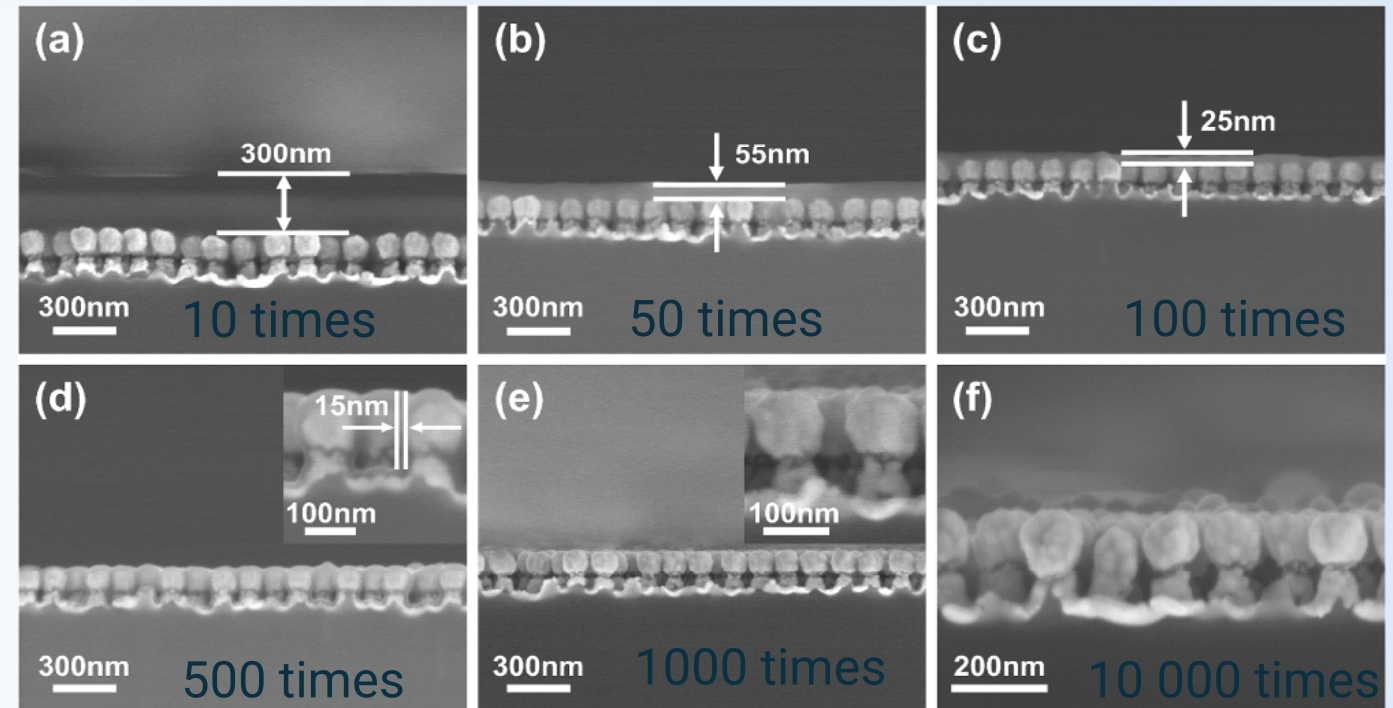 (a)
300nm
300nm
10 times
(b)
55nm
300nm
50 times
(c)
25nm
300nm
100 times
(d)
15nm
100nm
300nm
500 times
(e)
100nm
300nm
1000 times
(f)
200nm
10 000 times